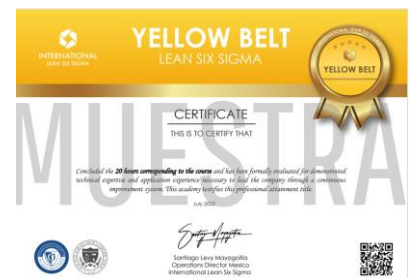 INTERNATIONAL
LEAN SIX SIGMA
YELLOW BELT
LEAN SIX SIGMA
YELLOW BELT
CERTIFICATE
THIS IS TO CERTIFY THAT
MUESTRA
Concluded the 20 hours corresponding to the course and has been formally evaluated for demonstrated
technical expertise and application experience necessary to lead the company through a continuous
improvement system. This academy testifies this professional attainment title.
Santiago Levy Mayagoitia
Operations Director Mexico
International Lean Six Sigma